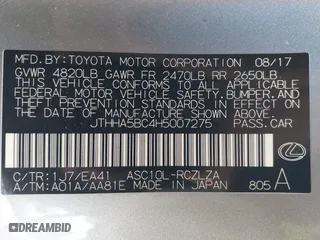 MFD.BY:TOYOTA MOTOR CORPORATION 08/17
GVWR 4820LB GAWR FR 2470LB RR 2650LB
THIS VEHICLE CONFORMS TO ALL APPLICABLE
FEDERAL MOTOR VEHICLE SAFETY, BUMPER, AND
THEFT PREVENTION STANDARDS IN EFFECT ON THE
DATE OF MANUFACTURE SHOWN ABOVE.
JTHHA5BC4H5007275 PASS. CAR
C/TR:1J7/EA41 ASC10L-RCZLZA
A/TM:A01A/AA81E MADE IN JAPAN 805 A
© DRIVEWAY